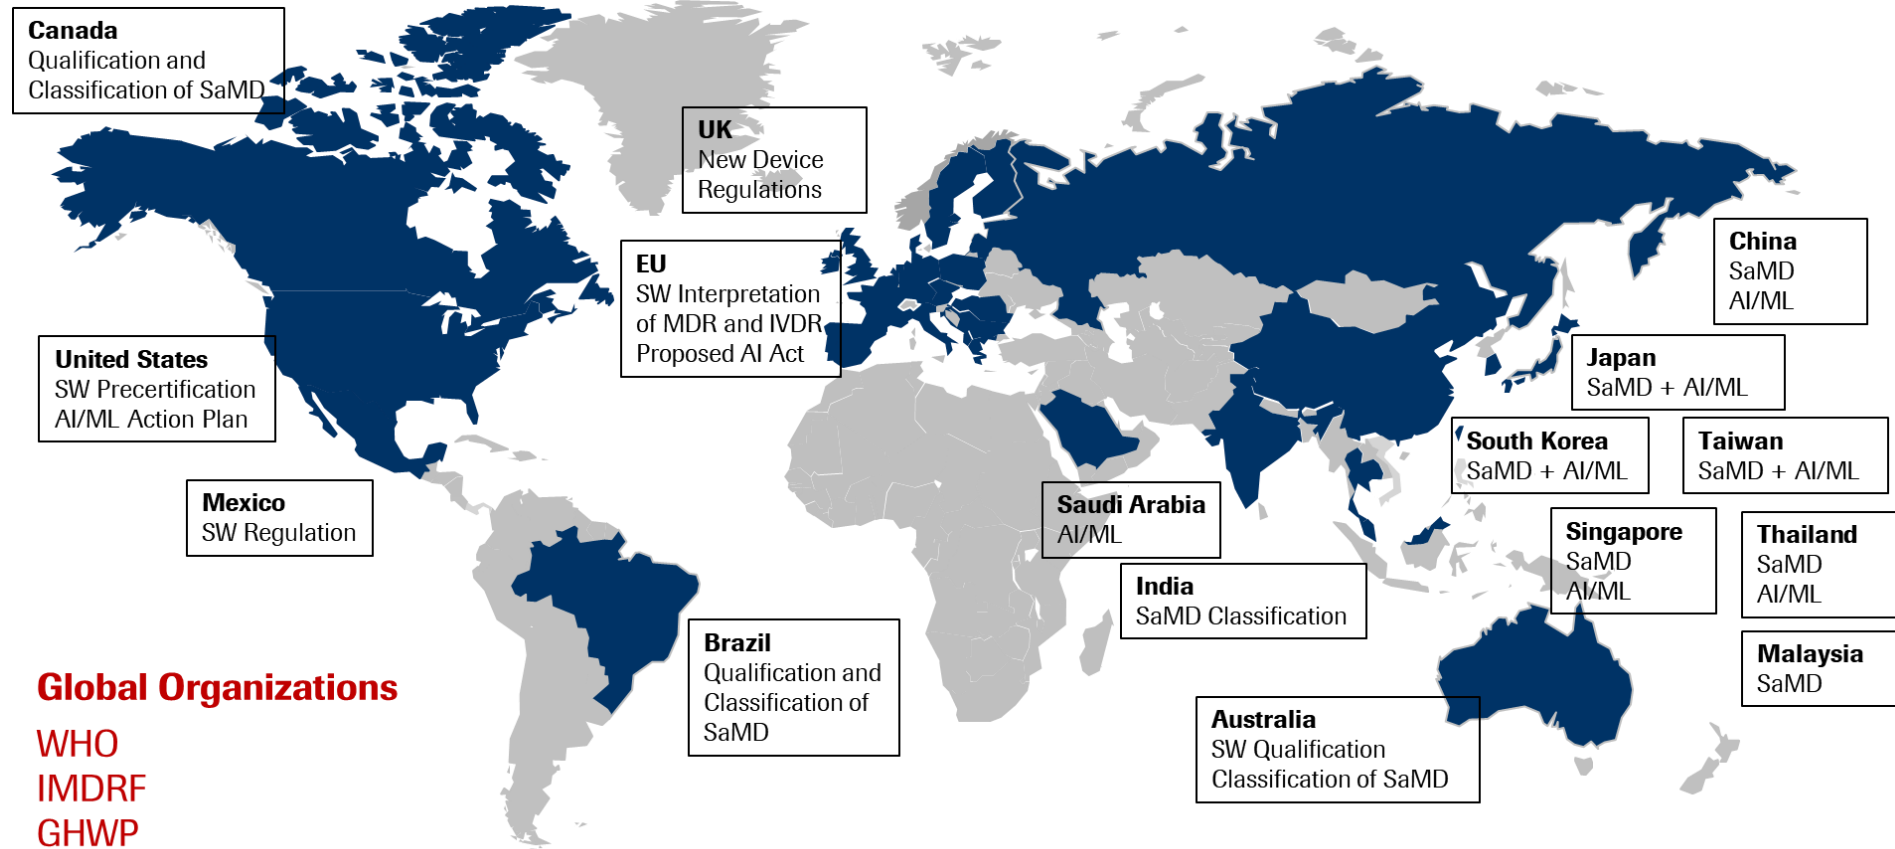 Canada
Qualification and
Classification of SaMD
UK
New Device
Regulations
EU
SW Interpretation
of MDR and IVDR
Proposed AI Act
China
SaMD
AI/ML
United States
SW Precertification
AI/ML Action Plan
Japan
SaMD + AI/ML
South Korea
SaMD + AI/ML
Taiwan
SaMD + AI/ML
Mexico
SW Regulation
Saudi Arabia
AI/ML
Singapore
SaMD
AI/ML
Thailand
SaMD
AI/ML
India
SaMD Classification
Brazil
Qualification and
Classification of
SaMD
Malaysia
SaMD
Australia
SW Qualification
Classification of SaMD
Global Organizations
WHO
IMDRF
GHWP